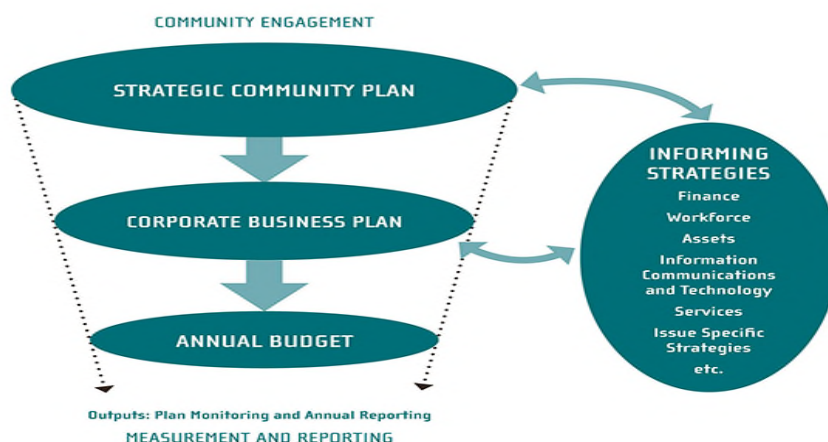 COMMUNITY ENGAGEMENT
STRATEGIC COMMUNITY PLAN
CORPORATE BUSINESS PLAN
ANNUAL BUDGET
Outputs: Plan Monitoring and Annual Reporting
MEASUREMENT AND REPORTING
INFORMING
STRATEGIES
Finance
Workforce
Assets
Information
Communications
and Technology
Services
Issue Specific
Strategies
etc.